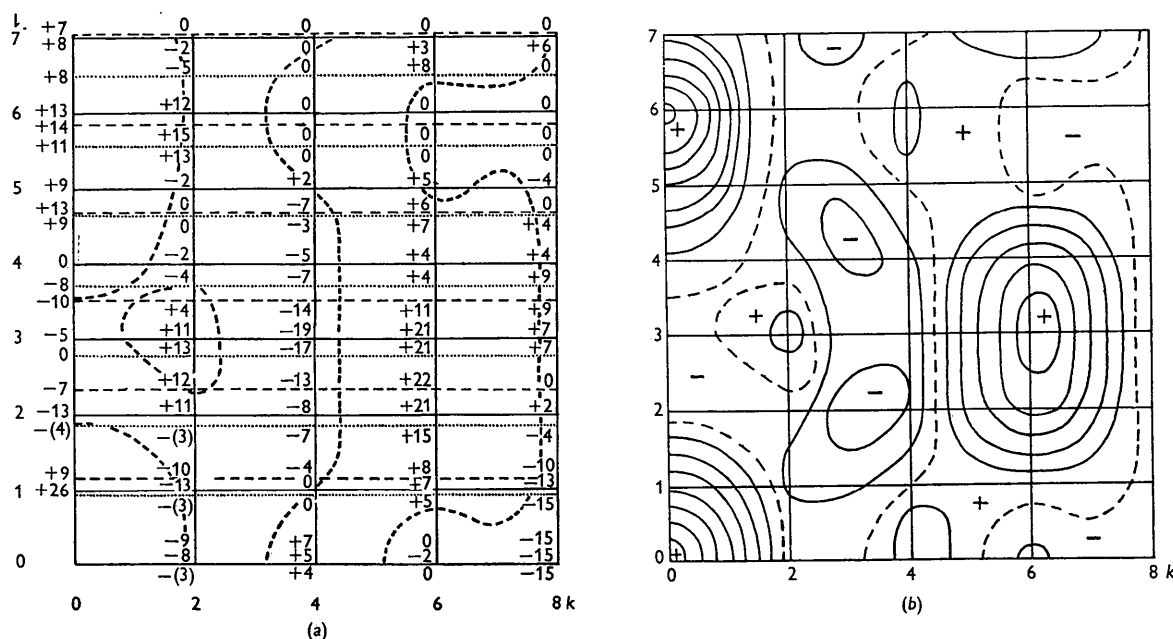 l. +7 0 0 0 0
7 +8 −2 0 +3 +6 7
−5 0 +8 0
+8
+13 +12 0 0 0
6 6
+14 +15 0 0 0
+11 +13 0 0 0
+9 −2 +2 +5 −4
5 5
+13 0 −7 +6 0
+9 0 −3 +7 +4
0 −2 −5 +4 +4
4 4
−8 −4 −7 +4 +9
−10 +4 −14 +11 +9
−5 +11 −19 +21 +7
3 3
0 +13 −17 +21 +7
−7 +12 −13 +22 0
−13 +11 −8 +21 +2
2 2
−(4) −(3) −7 +15 −4
+9 −10 −4 +8 −10
+26 −13 0 +7 −13
1 1
−(3) 0 +5 −15
−9 +7 0 −15
0 −8 +5 −2 −15 0
−(3) +4 0 −15
0 2 4 6 8 k
0 2 4 6 8 k
(a)
(b)
− + + − − + − − + + + −